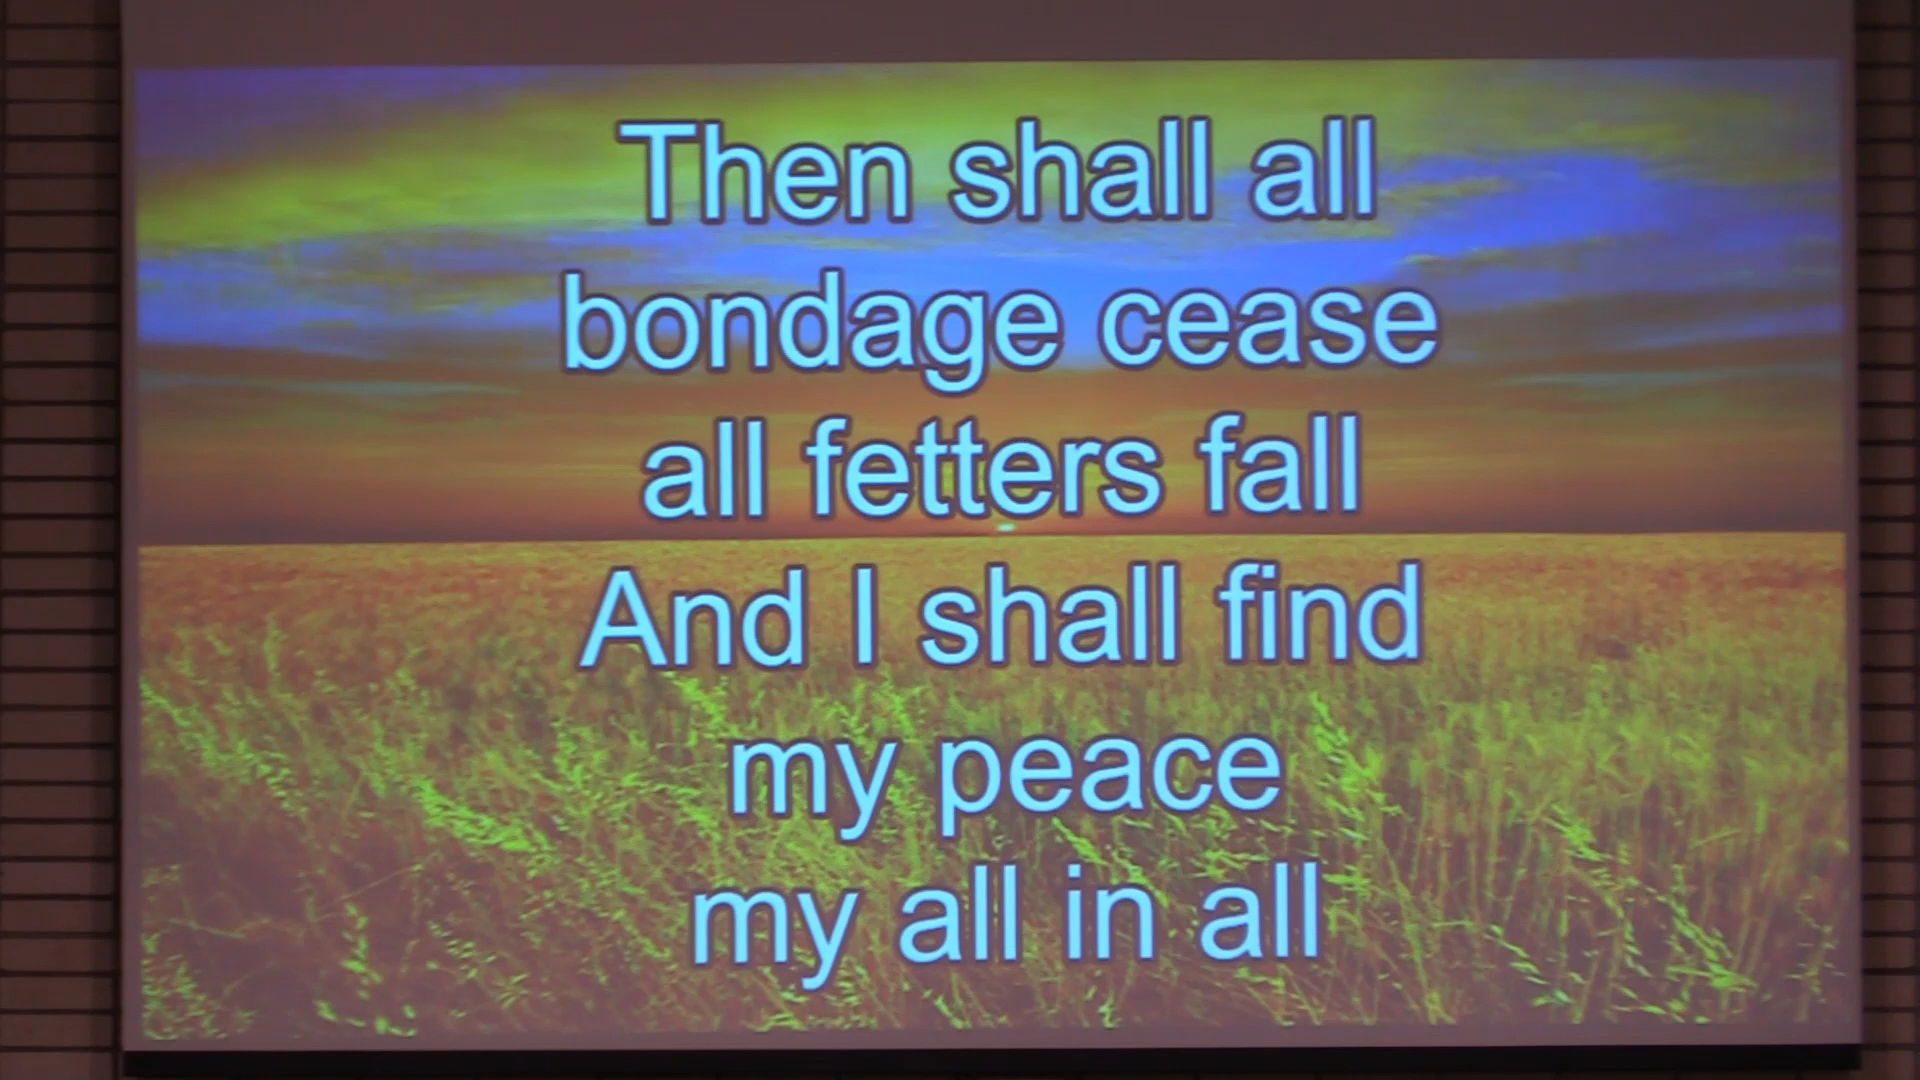 Then shall all
bondage cease
all fetters fall
And I shall find
my peace
my all in all